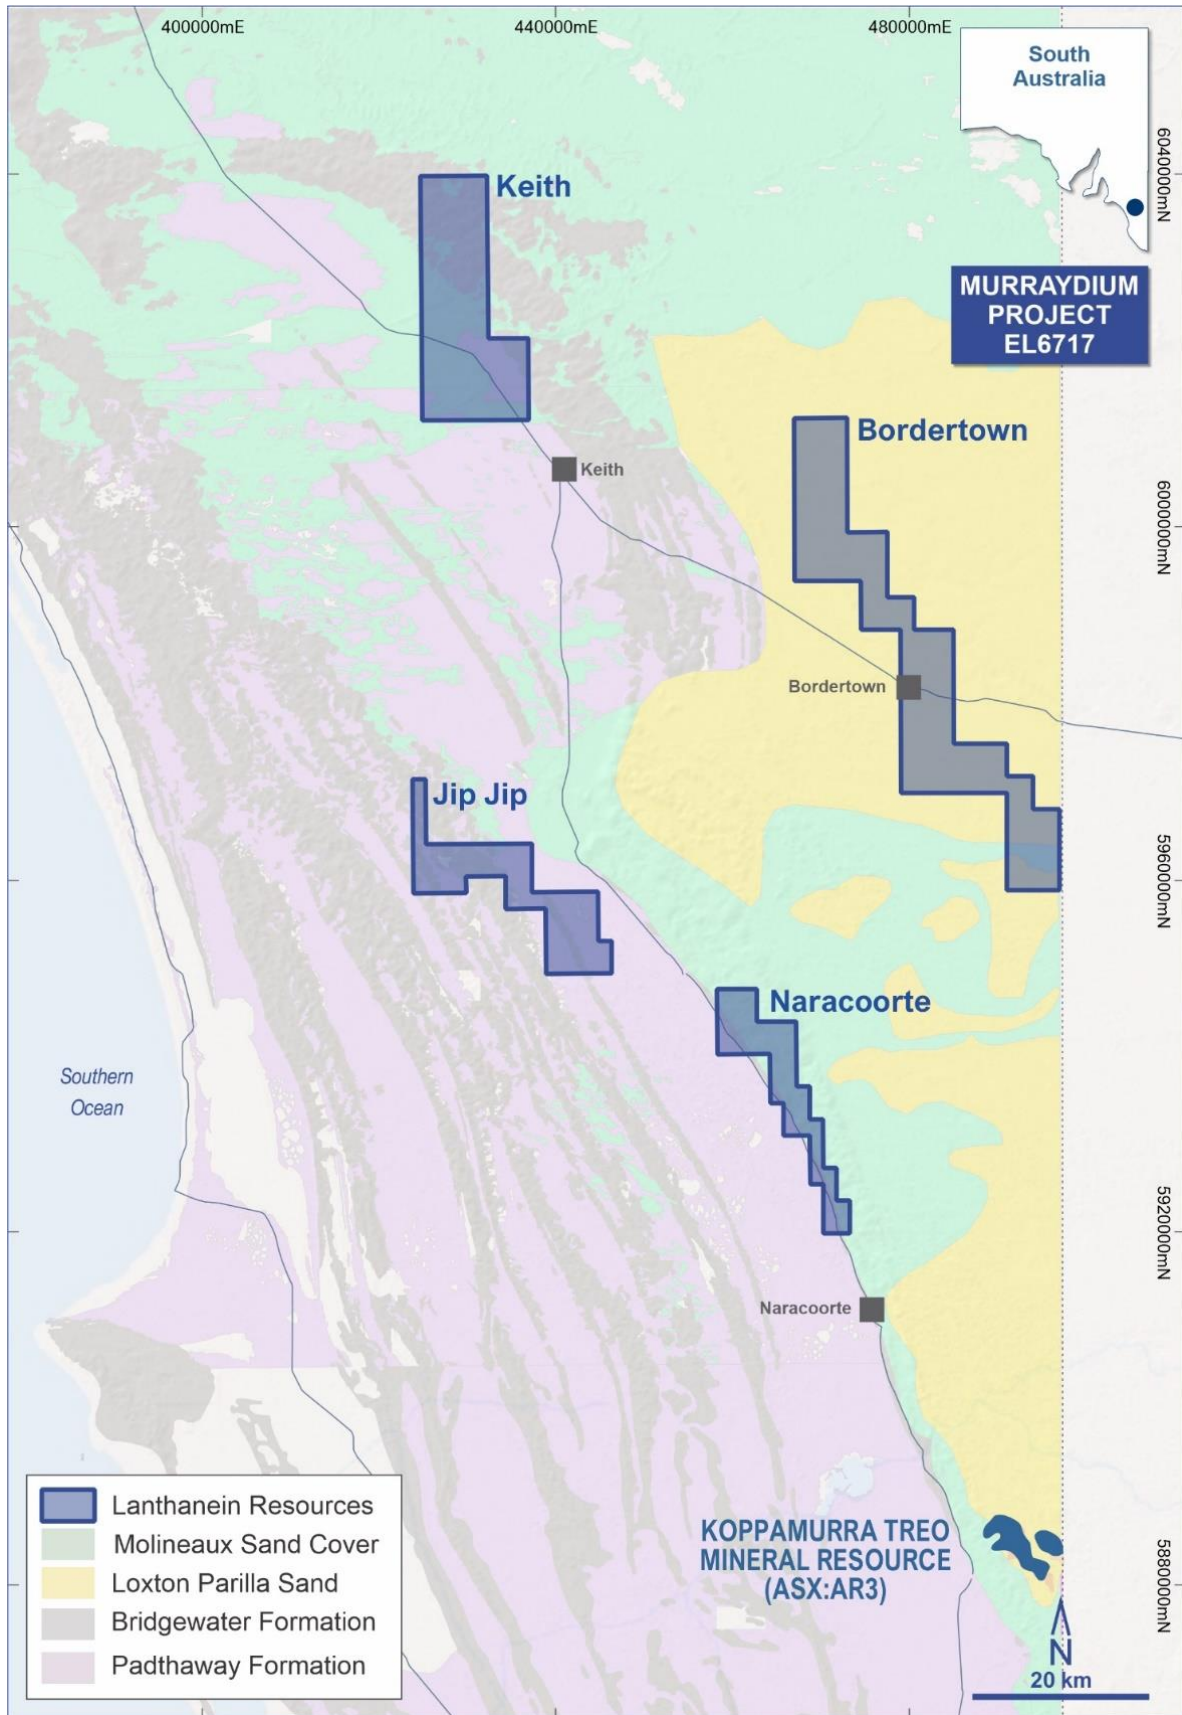 400000mE
440000mE
480000mE
South
Australia
6040000mN
Keith
MURRAYDIUM
PROJECT
EL6717
Bordertown
Keith
6000000mN
Bordertown
Jip Jip
5960000mN
Naracoorte
Southern
Ocean
5920000mN
Naracoorte
Lanthanein Resources
Molineaux Sand Cover
Loxton Parilla Sand
Bridgewater Formation
Padthaway Formation
KOPPAMURRA TREO
MINERAL RESOURCE
(ASX:AR3)
5880000mN
N
20 km